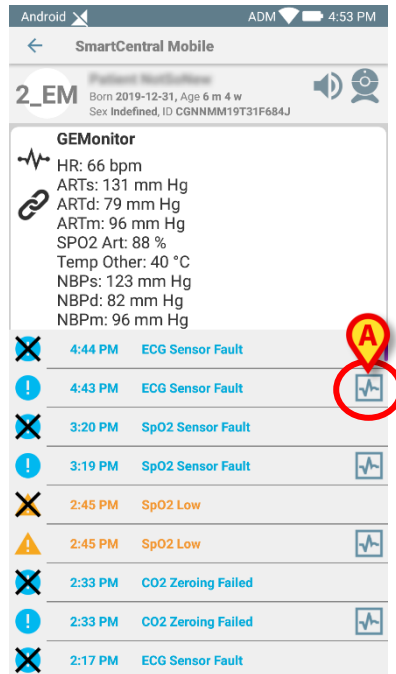 Android
ADM 4:53 PM
SmartCentral Mobile
2_EM
Born 2019-12-31, Age 6 m 4 w
Sex Indefined, ID CGNNMM19T31F684J
GEMonitor
HR: 66 bpm
ARTs: 131 mm Hg
ARTd: 79 mm Hg
ARTm: 96 mm Hg
SPO2 Art: 88 %
Temp Other: 40 °C
NBPs: 123 mm Hg
NBPd: 82 mm Hg
NBPm: 96 mm Hg
A
4:44 PM ECG Sensor Fault
4:43 PM ECG Sensor Fault
3:20 PM SpO2 Sensor Fault
3:19 PM SpO2 Sensor Fault
2:45 PM SpO2 Low
2:45 PM SpO2 Low
2:33 PM CO2 Zeroing Failed
2:33 PM CO2 Zeroing Failed
2:17 PM ECG Sensor Fault